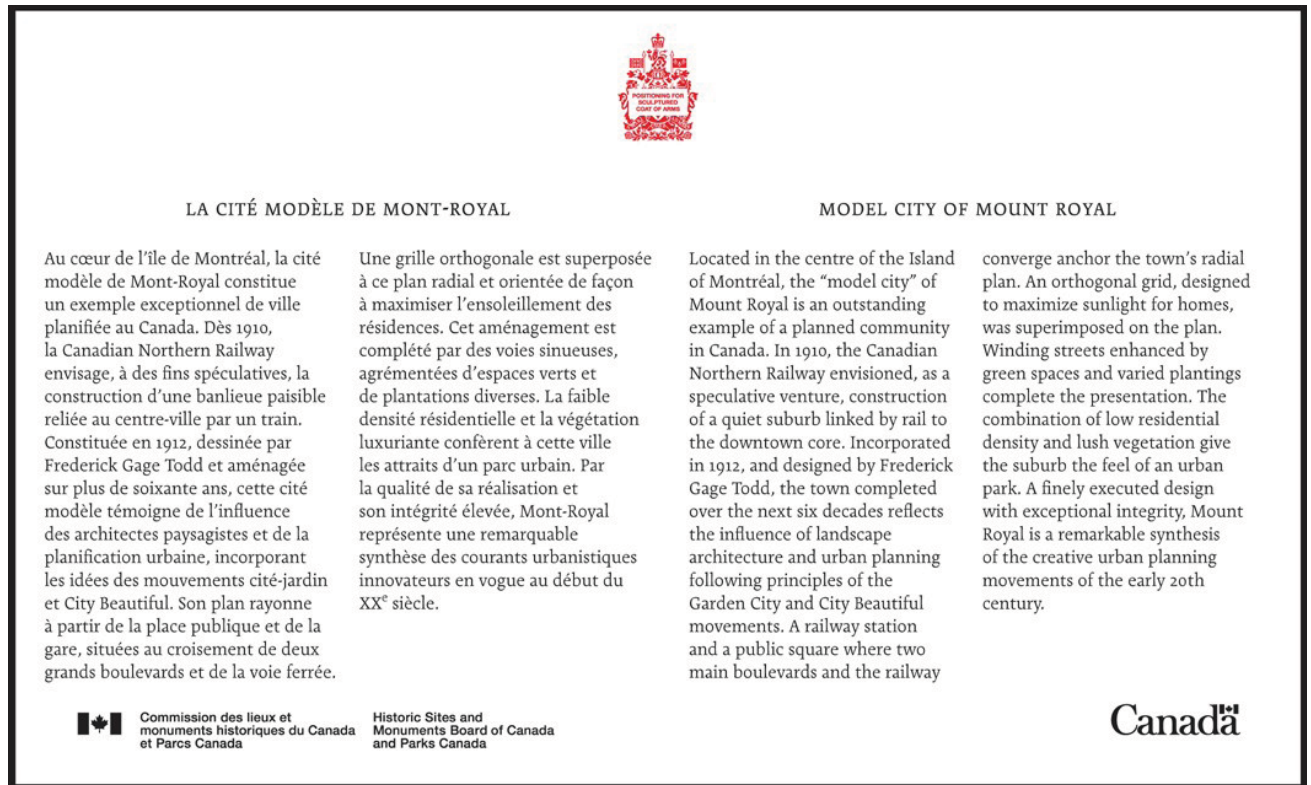 POSITIONING FOR
SCULPTURED
COAT OF ARMS
LA CITÉ MODÈLE DE MONT-ROYAL
Au cœur de l’île de Montréal, la cité
modèle de Mont-Royal constitue
un exemple exceptionnel de ville
planifiée au Canada. Dès 1910,
la Canadian Northern Railway
envisage, à des fins spéculatives, la
construction d’une banlieue paisible
reliée au centre-ville par un train.
Constituée en 1912, dessinée par
Frederick Gage Todd et aménagée
sur plus de soixante ans, cette cité
modèle témoigne de l’influence
des architectes paysagistes et de la
planification urbaine, incorporant
les idées des mouvements cité-jardin
et City Beautiful. Son plan rayonne
à partir de la place publique et de la
gare, situées au croisement de deux
grands boulevards et de la voie ferrée.
Une grille orthogonale est superposée
à ce plan radial et orientée de façon
à maximiser l’ensoleillement des
résidences. Cet aménagement est
complété par des voies sinueuses,
agrémentées d’espaces verts et
de plantations diverses. La faible
densité résidentielle et la végétation
luxuriante confèrent à cette ville
les attraits d’un parc urbain. Par
la qualité de sa réalisation et
son intégrité élevée, Mont-Royal
représente une remarquable
synthèse des courants urbanistiques
innovateurs en vogue au début du
XXe siècle.
MODEL CITY OF MOUNT ROYAL
Located in the centre of the Island
of Montréal, the “model city” of
Mount Royal is an outstanding
example of a planned community
in Canada. In 1910, the Canadian
Northern Railway envisioned, as a
speculative venture, construction
of a quiet suburb linked by rail to
the downtown core. Incorporated
in 1912, and designed by Frederick
Gage Todd, the town completed
over the next six decades reflects
the influence of landscape
architecture and urban planning
following principles of the
Garden City and City Beautiful
movements. A railway station
and a public square where two
main boulevards and the railway
converge anchor the town’s radial
plan. An orthogonal grid, designed
to maximize sunlight for homes,
was superimposed on the plan.
Winding streets enhanced by
green spaces and varied plantings
complete the presentation. The
combination of low residential
density and lush vegetation give
the suburb the feel of an urban
park. A finely executed design
with exceptional integrity, Mount
Royal is a remarkable synthesis
of the creative urban planning
movements of the early 20th
century.
Commission des lieux et
monuments historiques du Canada
et Parcs Canada
Historic Sites and
Monuments Board of Canada
and Parks Canada
Canada